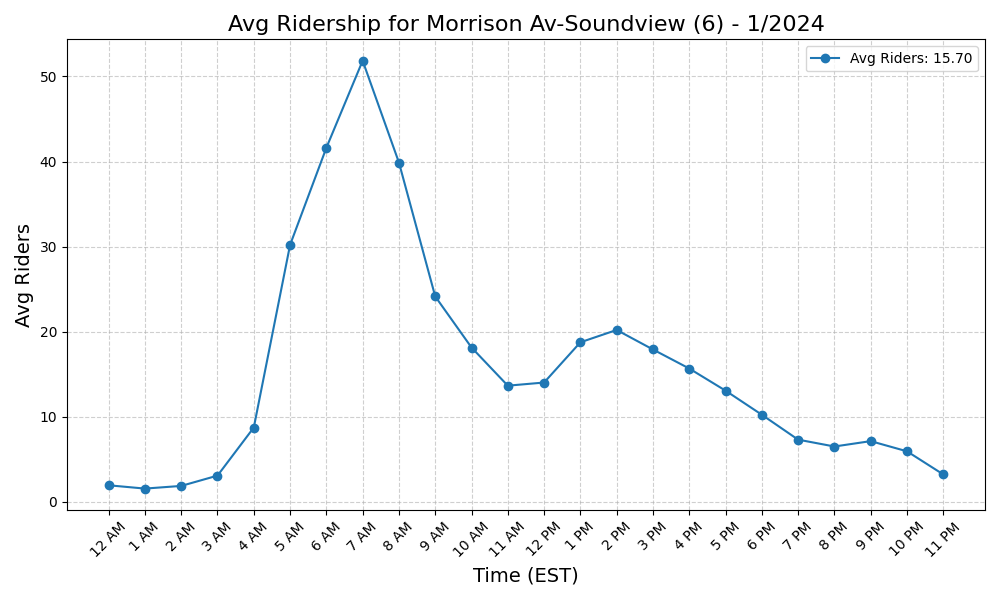 Avg Ridership for Morrison Av-Soundview (6) - 1/2024
Avg Riders: 15.70
Avg Riders
50
40
30
20
10
0
12 AM
1 AM
2 AM
3 AM
4 AM
5 AM
6 AM
7 AM
8 AM
9 AM
10 AM
11 AM
12 PM
1 PM
2 PM
3 PM
4 PM
5 PM
6 PM
7 PM
8 PM
9 PM
10 PM
11 PM
Time (EST)